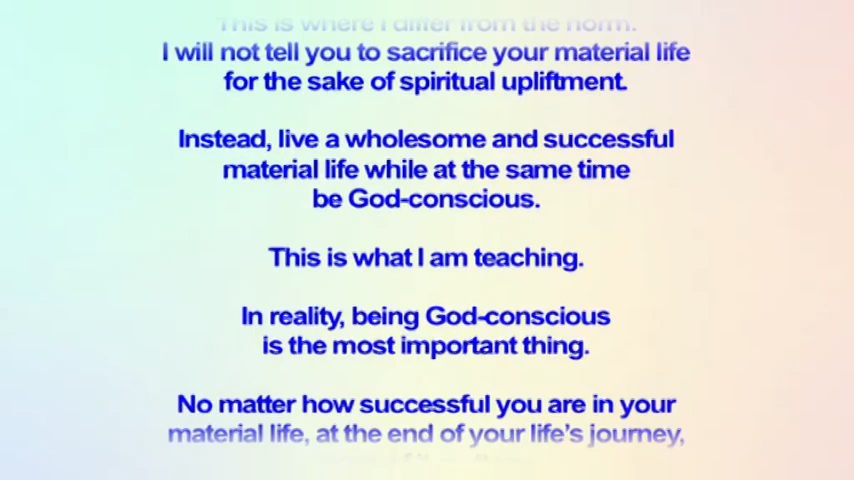 This is where I differ from the norm.
I will not tell you to sacrifice your material life
for the sake of spiritual upliftment.
Instead, live a wholesome and successful
material life while at the same time
be God-conscious.
This is what I am teaching.
In reality, being God-conscious
is the most important thing.
No matter how successful you are in your
material life, at the end of your life's journey,